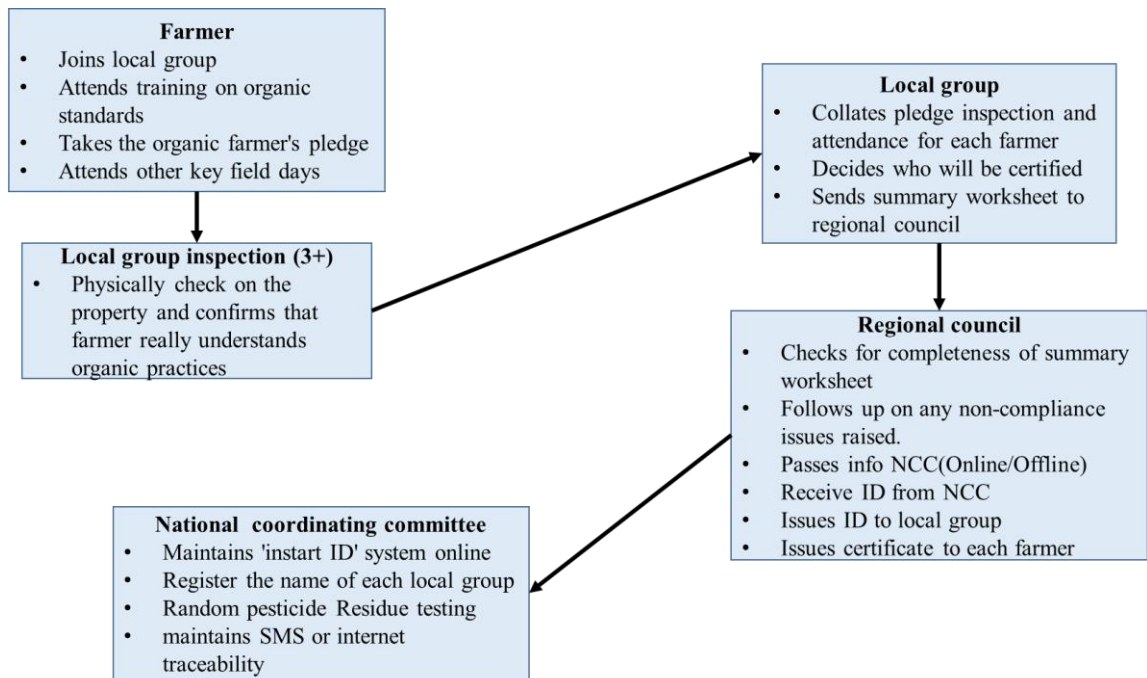 Farmer
• Joins local group
• Attends training on organic
standards
• Takes the organic farmer's pledge
• Attends other key field days
Local group inspection (3+)
• Physically check on the
property and confirms that
farmer really understands
organic practices
Local group
• Collates pledge inspection and
attendance for each farmer
• Decides who will be certified
• Sends summary worksheet to
regional council
Regional council
• Checks for completeness of summary
worksheet
• Follows up on any non-compliance
issues raised.
• Passes info NCC(Online/Offline)
• Receive ID from NCC
• Issues ID to local group
• Issues certificate to each farmer
National coordinating committee
• Maintains 'instart ID' system online
• Register the name of each local group
• Random pesticide Residue testing
• maintains SMS or internet
traceability